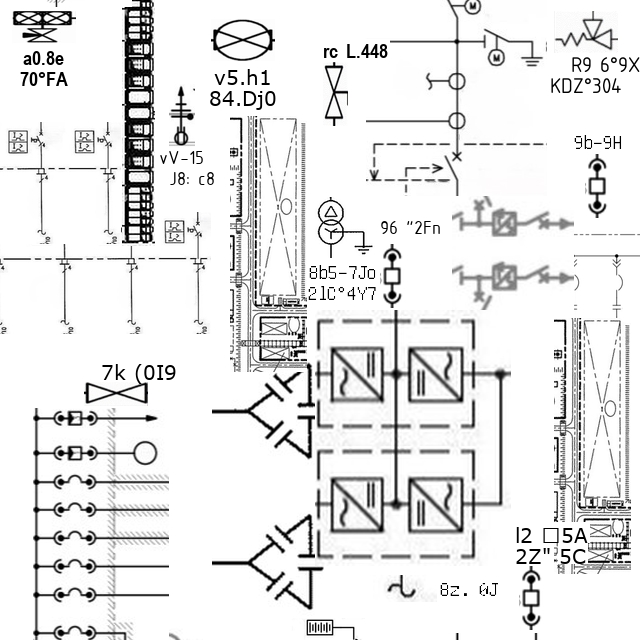 a0.8e
70°FA
v5.h1
84.Dj0
rc L.448
R9 6°9X
KDZ°304
9b-9H
vV-15
J8: c8
96 "2Fn
8b5-7Jo
2lC°4Y7
7k (0I9
l2 □5A
2Z" 5C
8z. 0J